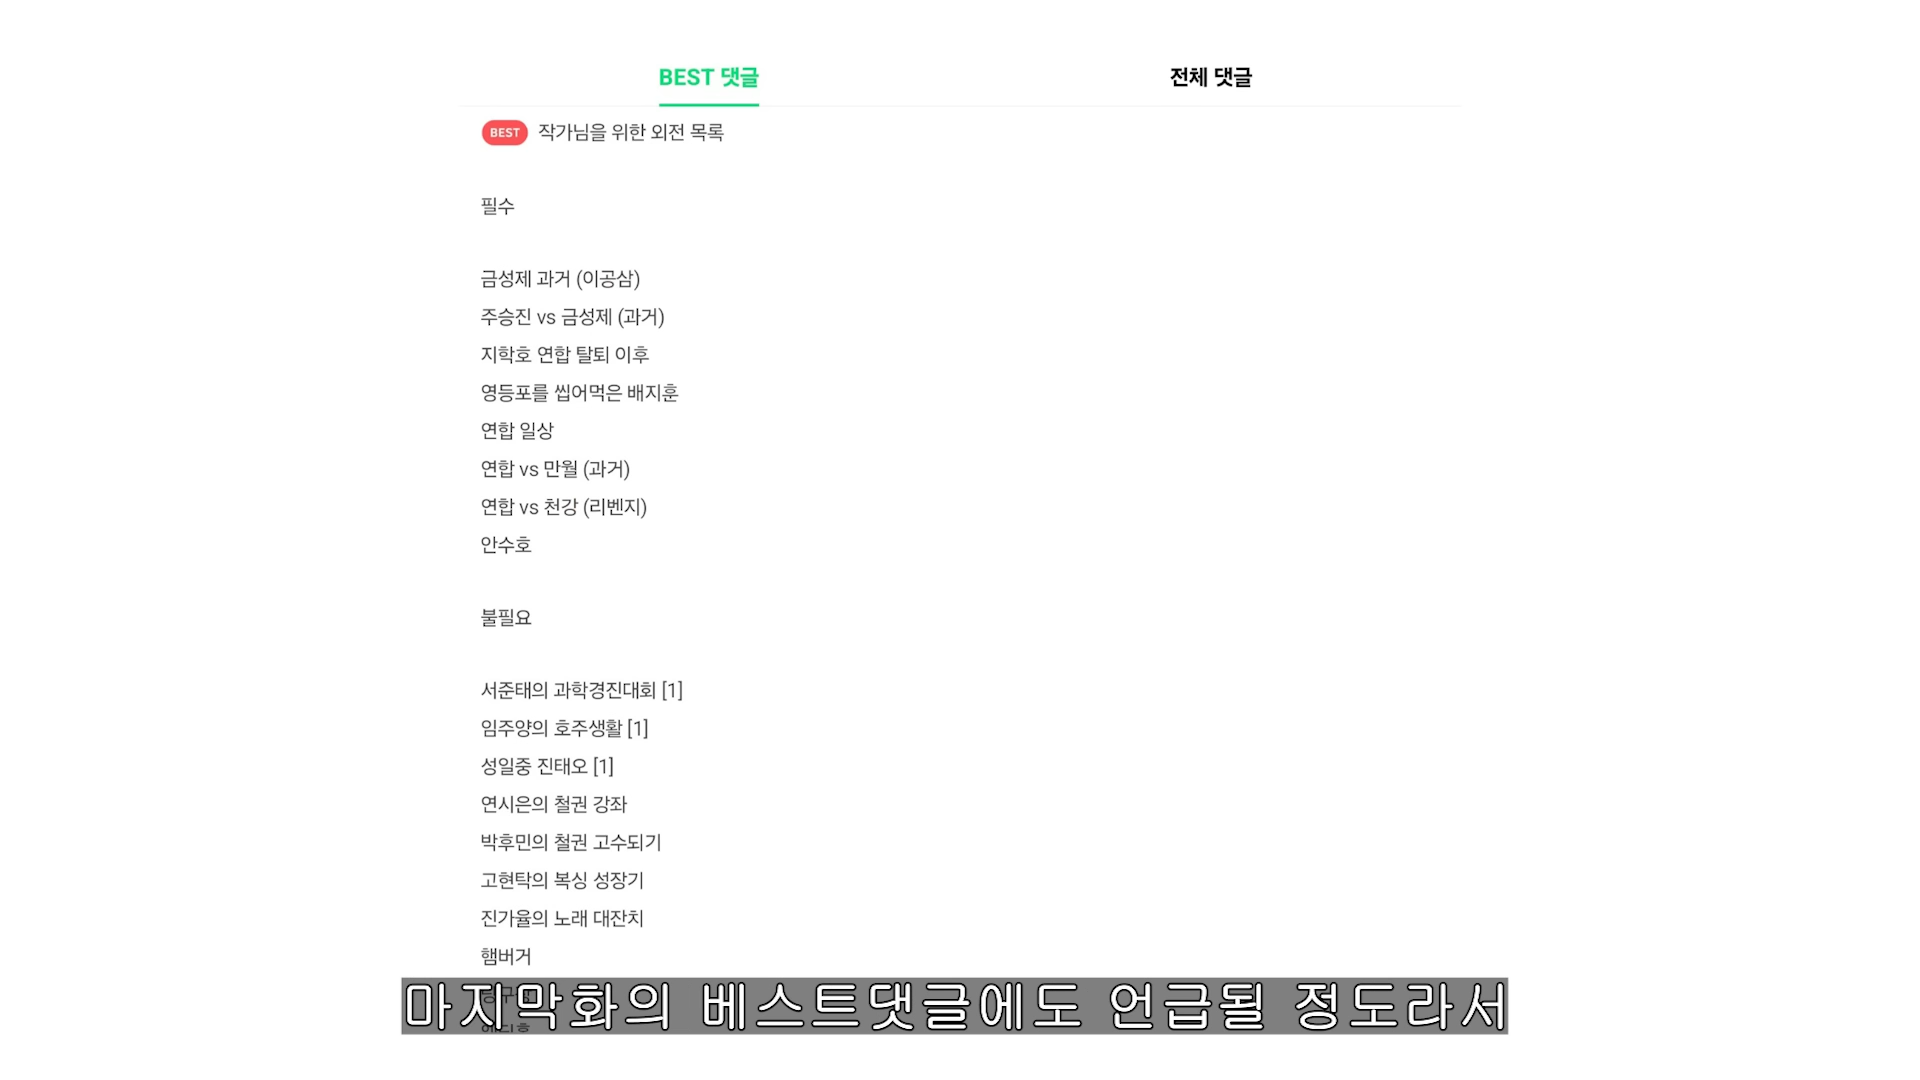 BEST 댓글
전체 댓글
BEST 작가님을 위한 외전 목록
필수
금성제 과거 (이공삼)
주승진 vs 금성제 (과거)
지학호 연합 탈퇴 이후
영등포를 씹어먹은 배지훈
연합 일상
연합 vs 만월 (과거)
연합 vs 천강 (리벤지)
안수호
불필요
서준태의 과학경진대회 [1]
임주양의 호주생활 [1]
성일중 진태오 [1]
연시은의 철권 강좌
박후민의 철권 고수되기
고현탁의 복싱 성장기
진가율의 노래 대잔치
햄버거
마지막화의 베스트댓글에도 언급될 정도라서